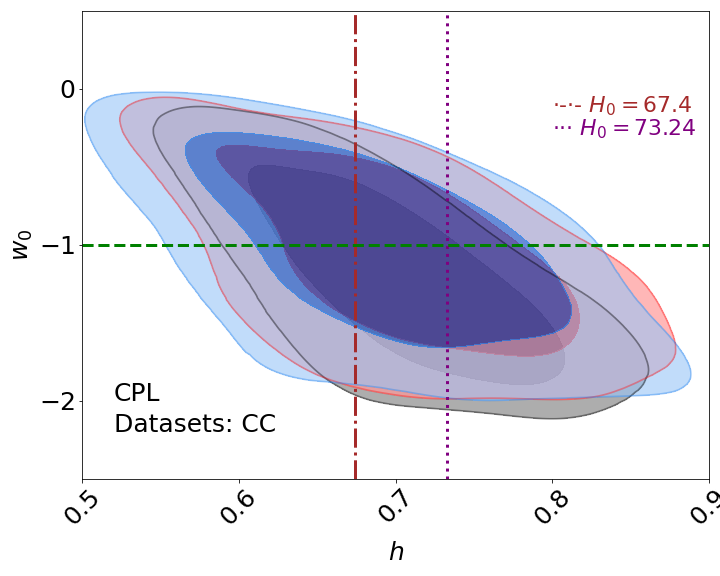 0
·-·- H₀ = 67.4
··· H₀ = 73.24
w₀
−1
−2
CPL
Datasets: CC
0.5 0.6 0.7 0.8 0.9
h